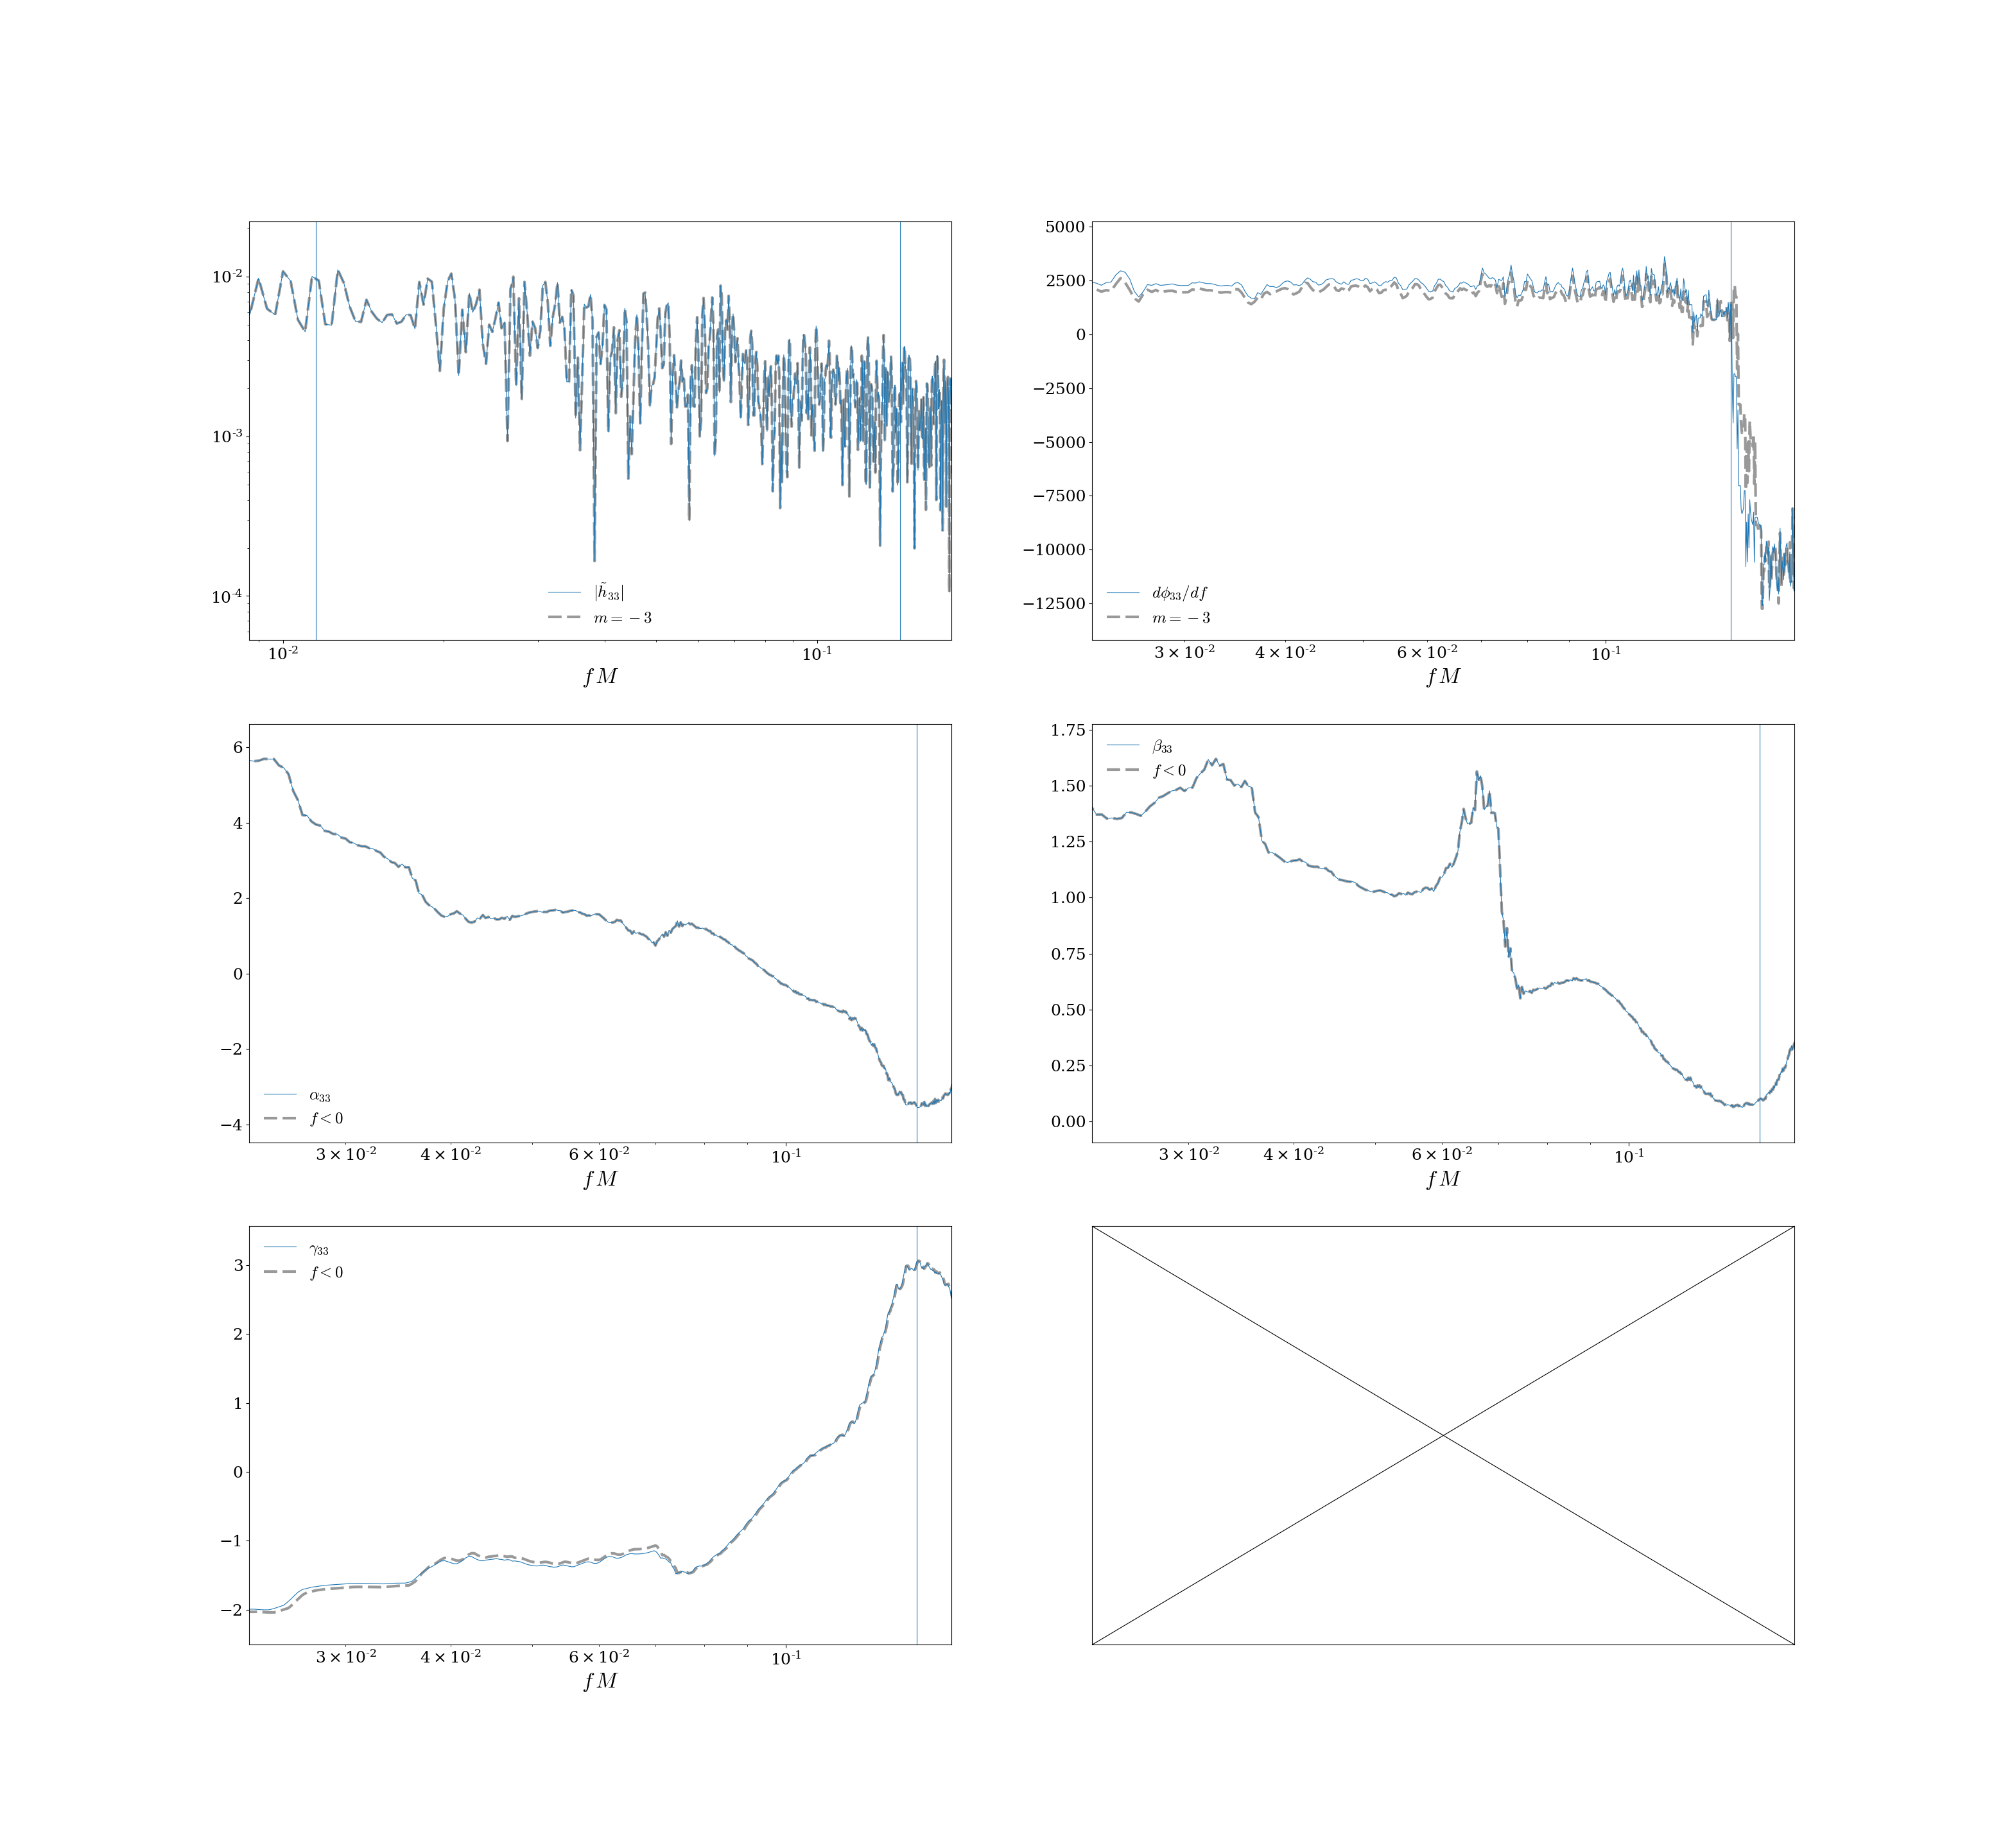 10⁻²
10⁻³
10⁻⁴
|h̃₃₃|
m = −3
10⁻² 10⁻¹
fM
5000
2500
0
−2500
−5000
−7500
−10000
−12500
dϕ₃₃/df
m = −3
3 × 10⁻² 4 × 10⁻² 6 × 10⁻² 10⁻¹
fM
6
4
2
0
−2
−4
α₃₃
f < 0
3 × 10⁻² 4 × 10⁻² 6 × 10⁻² 10⁻¹
fM
1.75
1.50
1.25
1.00
0.75
0.50
0.25
0.00
β₃₃
f < 0
3 × 10⁻² 4 × 10⁻² 6 × 10⁻² 10⁻¹
fM
3
2
1
0
−1
−2
γ₃₃
f < 0
3 × 10⁻² 4 × 10⁻² 6 × 10⁻² 10⁻¹
fM